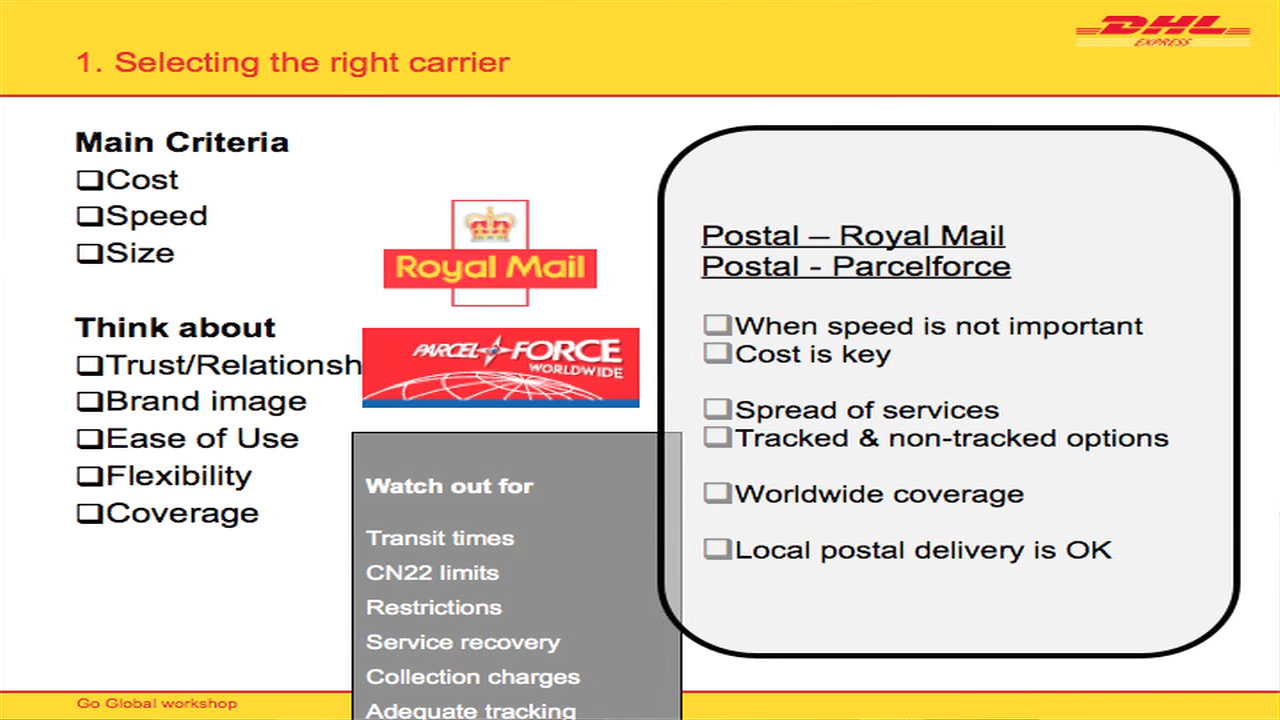 DHL
EXPRESS
1. Selecting the right carrier
Main Criteria
❑Cost
❑Speed
❑Size
Think about
❑Trust/Relationsh
❑Brand image
❑Ease of Use
❑Flexibility
❑Coverage
Royal Mail
PARCEL FORCE
WORLDWIDE
Watch out for
Transit times
CN22 limits
Restrictions
Service recovery
Collection charges
Adequate tracking
Postal – Royal Mail
Postal - Parcelforce
❑When speed is not important
❑Cost is key
❑Spread of services
❑Tracked & non-tracked options
❑Worldwide coverage
❑Local postal delivery is OK
Go Global workshop